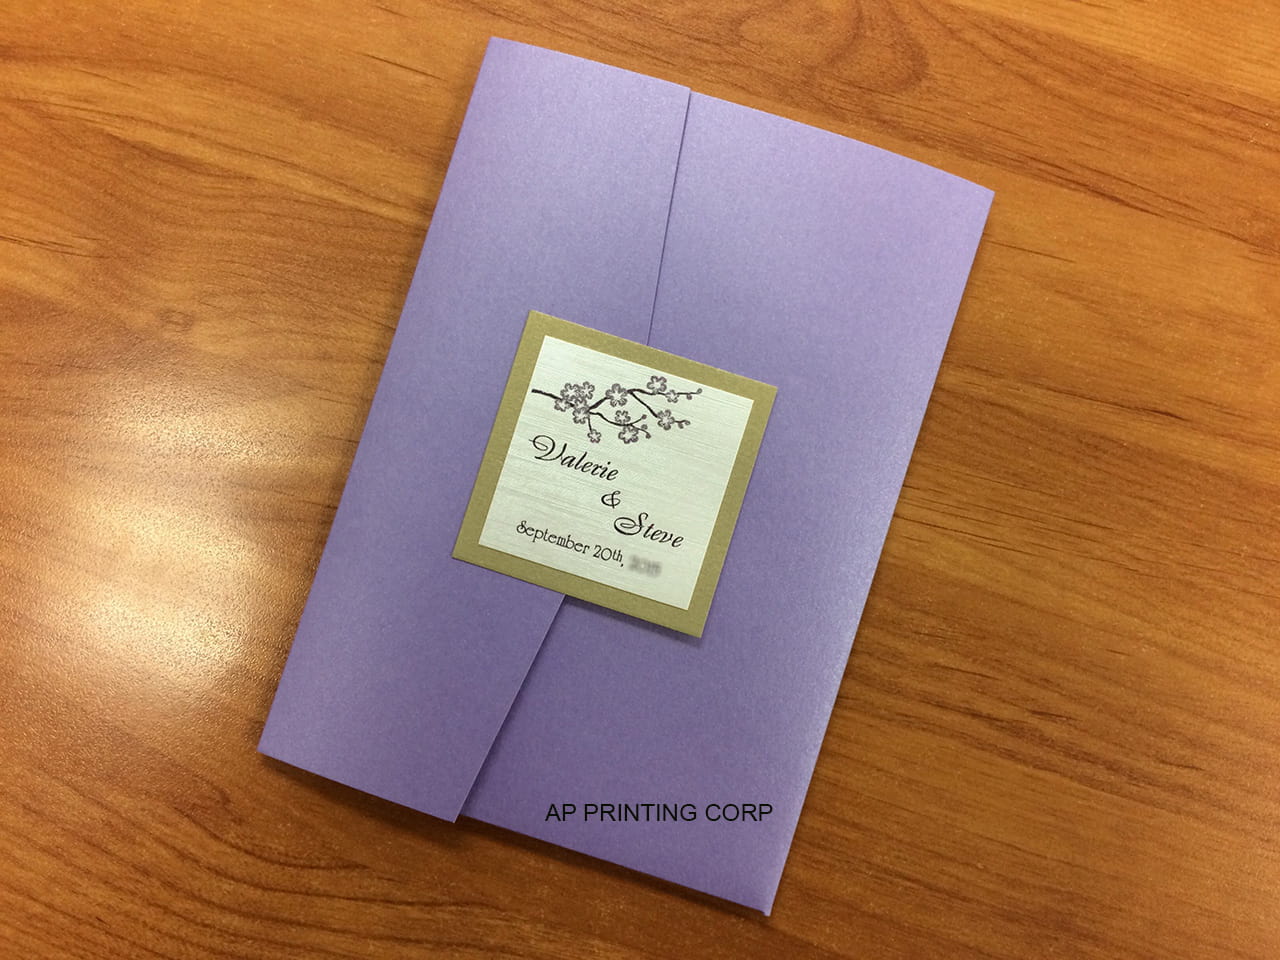 Valerie
&
Steve
September 20th,
AP PRINTING CORP